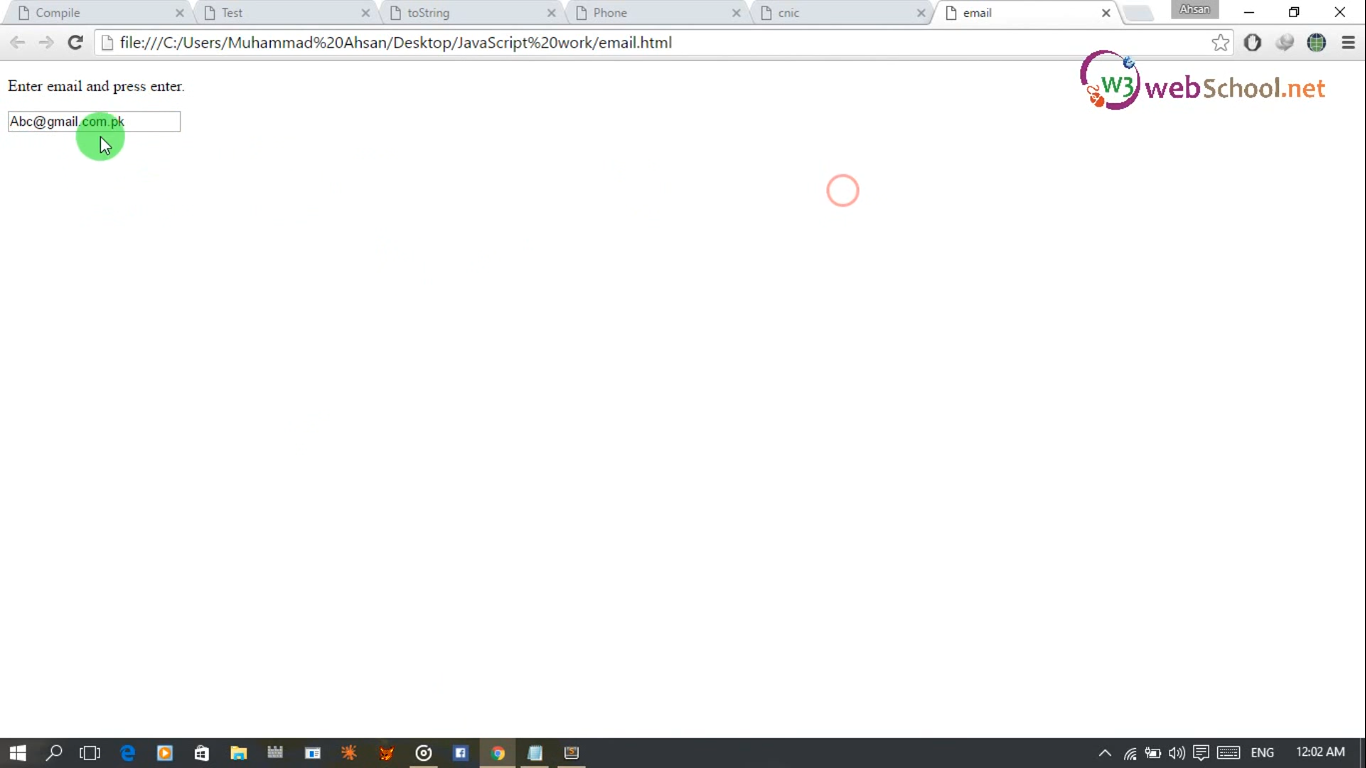 Compile
Test
toString
Phone
cnic
email
Ahsan
file:///C:/Users/Muhammad%20Ahsan/Desktop/JavaScript%20work/email.html
W3 webSchool.net
Enter email and press enter.
Abc@gmail.com.pk
ENG
12:02 AM